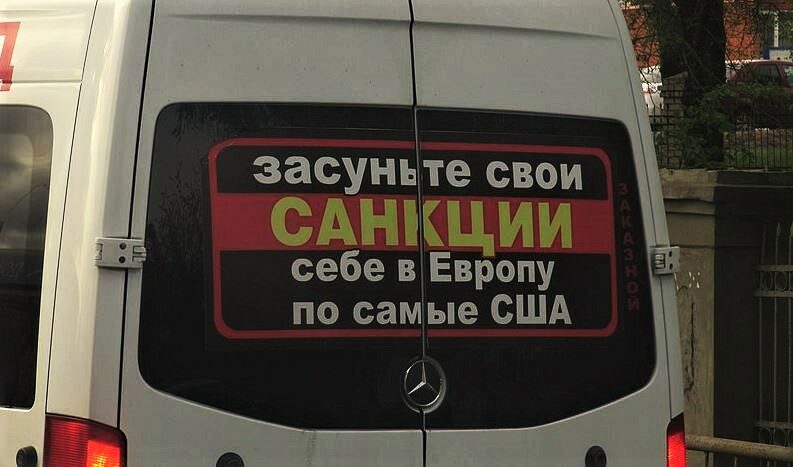 засуньте свои
САНКЦИИ
себе в Европу
по самые США
ЗАКАЗНОЙ